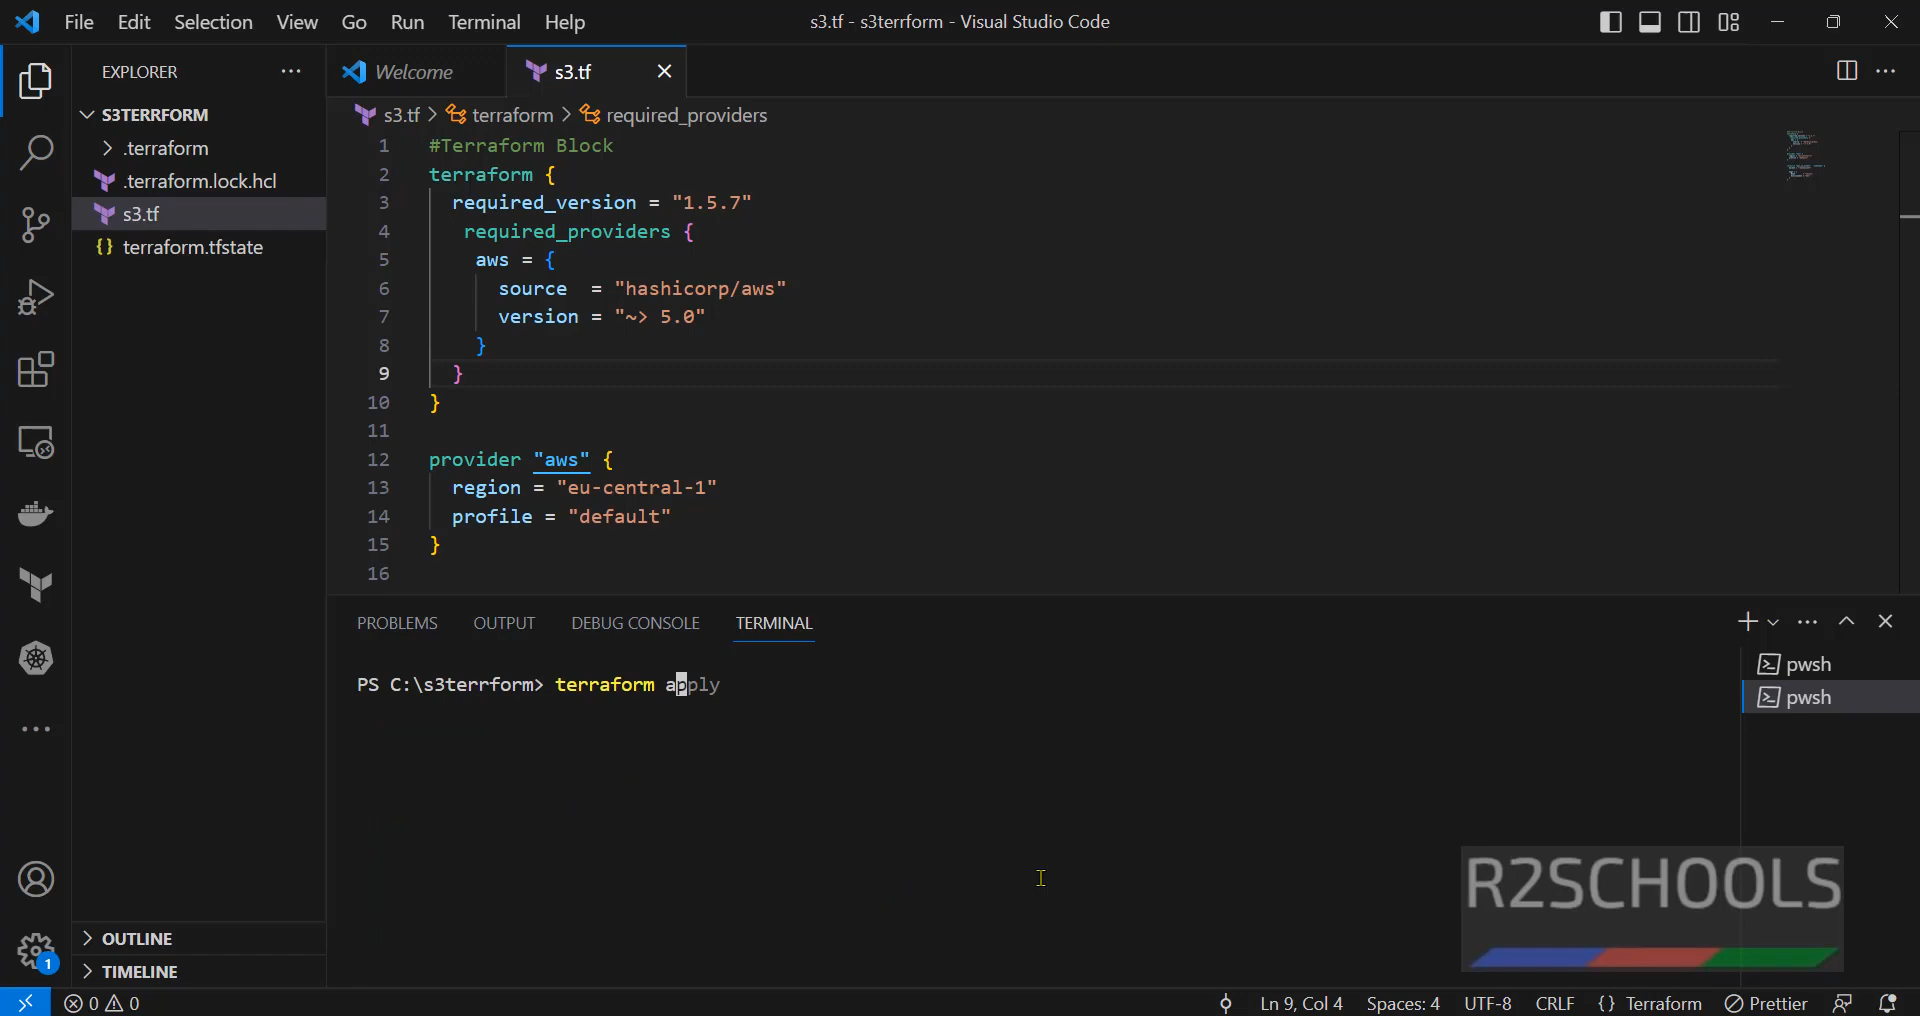 File Edit Selection View Go Run Terminal Help
s3.tf - s3terrform - Visual Studio Code
EXPLORER
S3TERRFORM
.terraform
.terraform.lock.hcl
s3.tf
terraform.tfstate
OUTLINE
TIMELINE
1
Welcome
s3.tf
s3.tf > terraform > required_providers
1 #Terraform Block
2 terraform {
3 required_version = "1.5.7"
4 required_providers {
5 aws = {
6 source = "hashicorp/aws"
7 version = "~> 5.0"
8 }
9 }
10 }
11
12 provider "aws" {
13 region = "eu-central-1"
14 profile = "default"
15 }
16
PROBLEMS OUTPUT DEBUG CONSOLE TERMINAL
PS C:\s3terrform> terraform apply
pwsh
pwsh
R2SCHOOLS
0 0
Ln 9, Col 4 Spaces: 4 UTF-8 CRLF {} Terraform Prettier